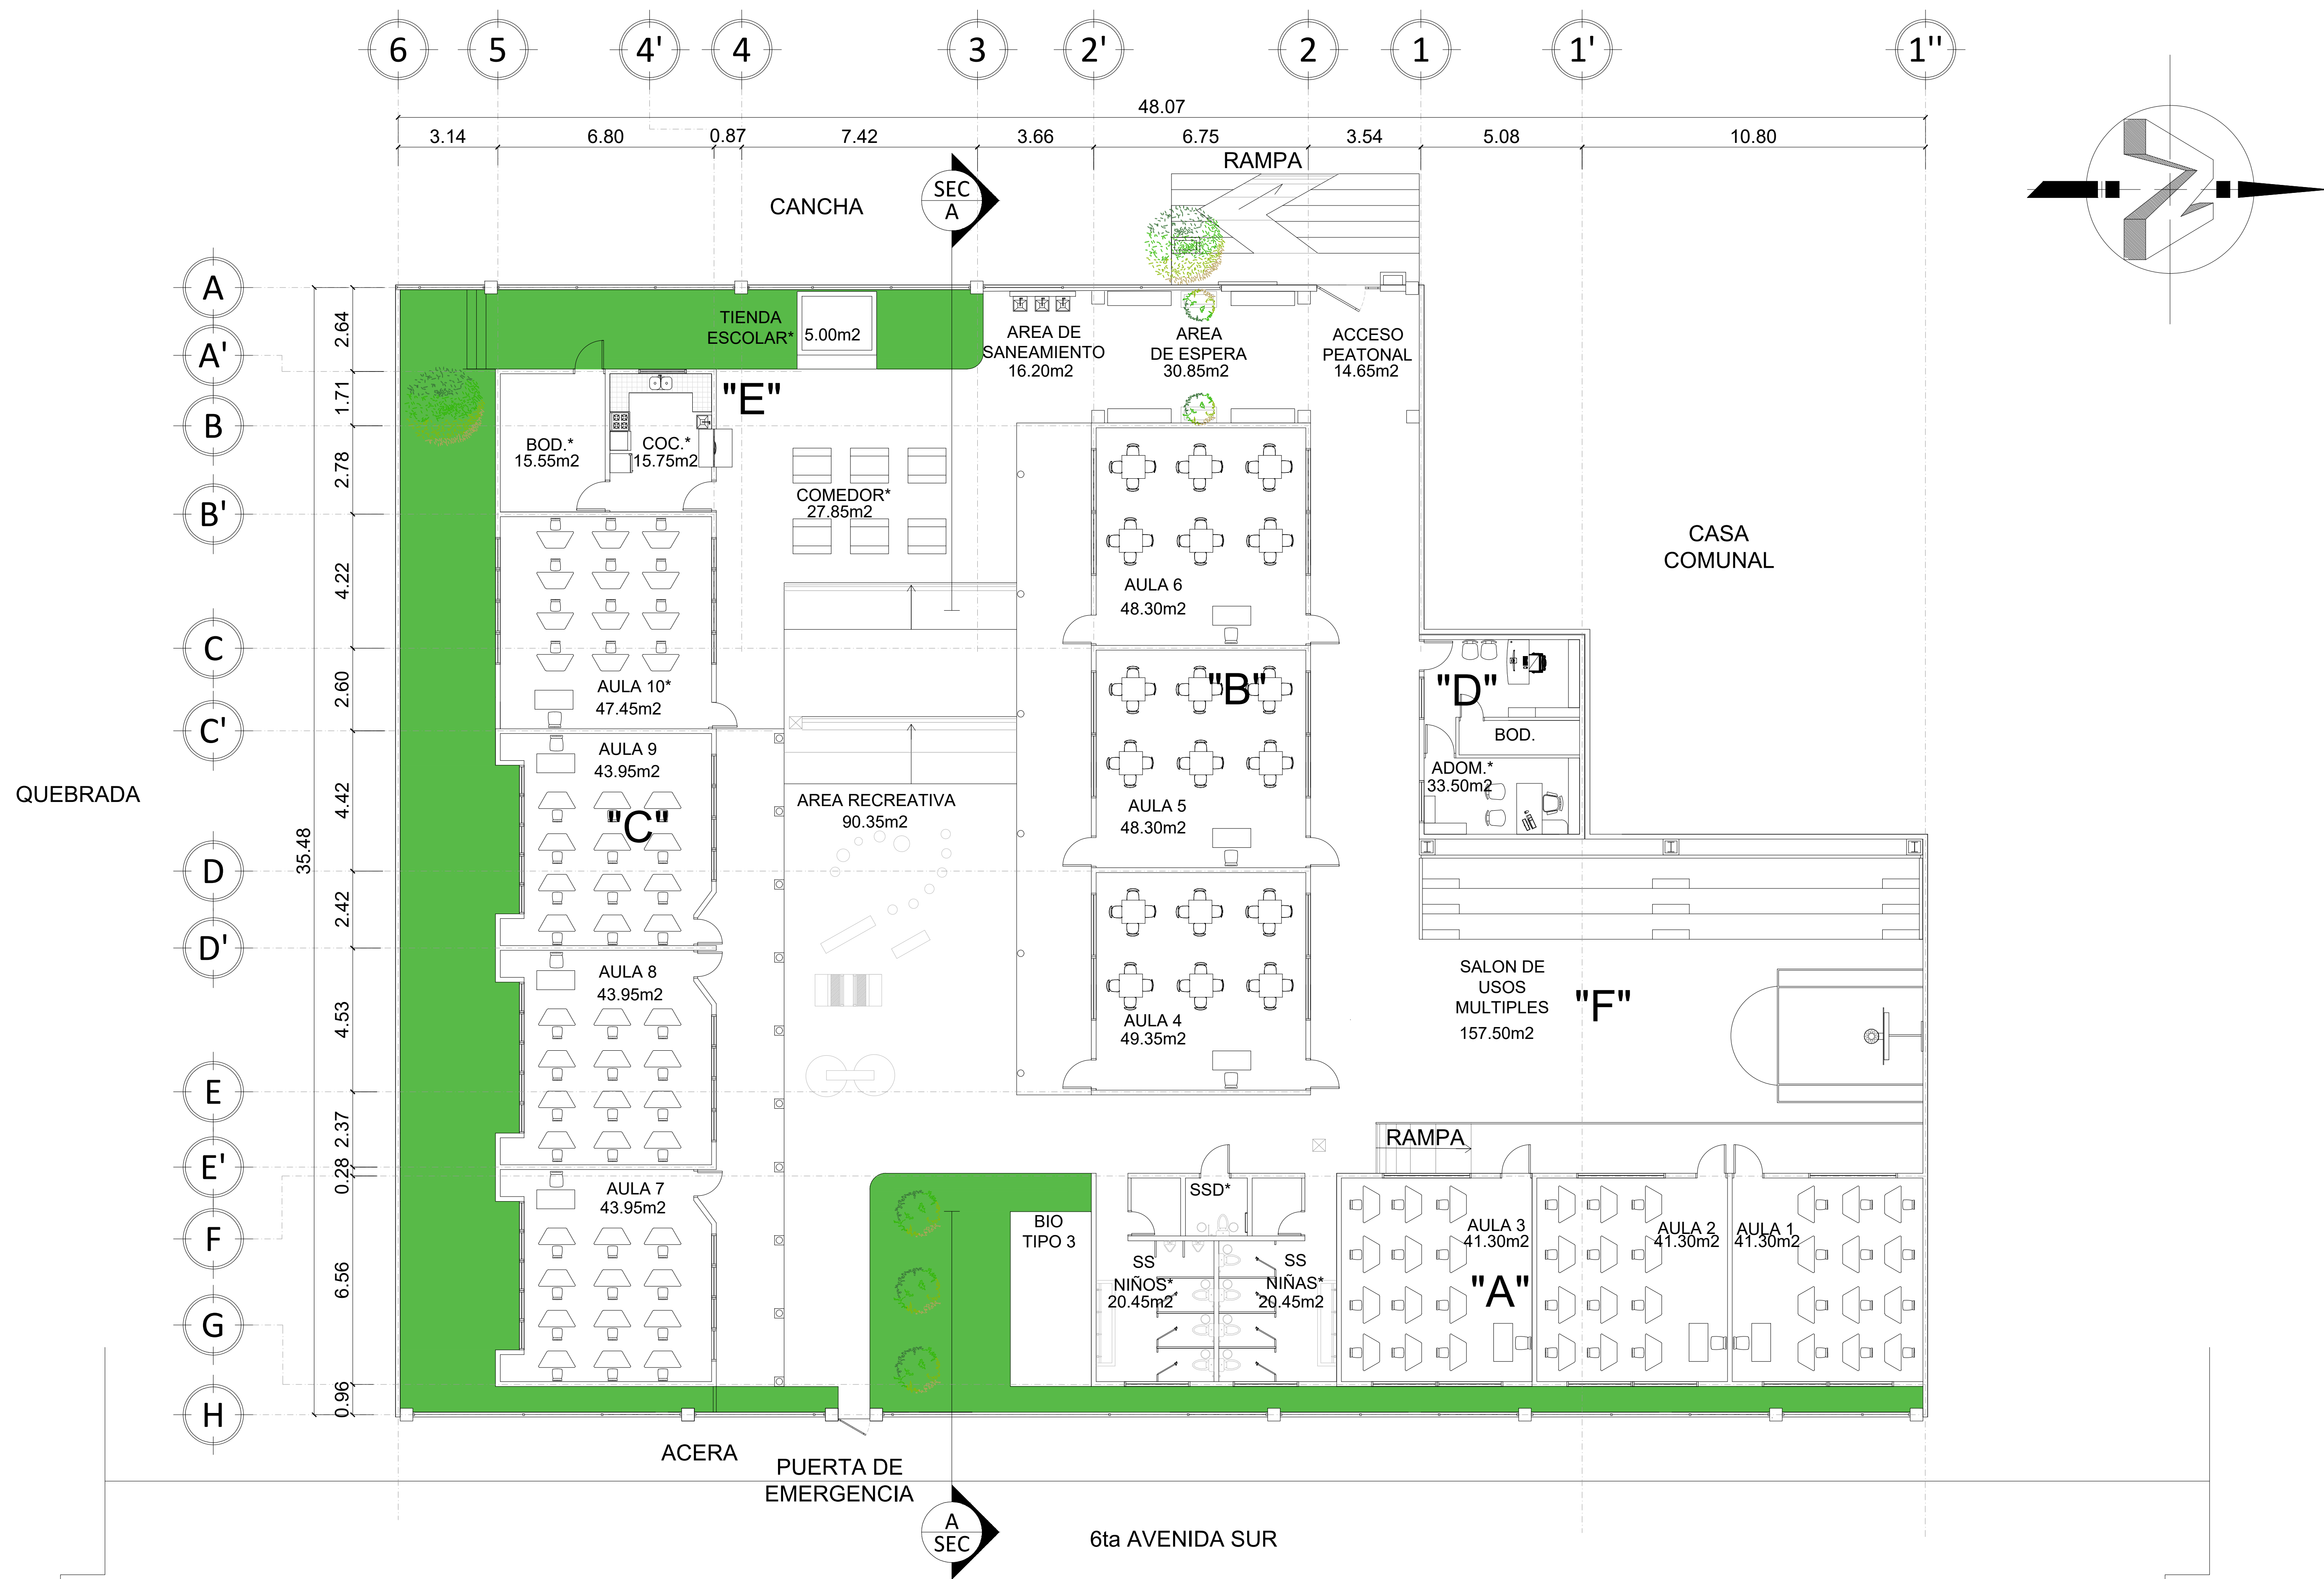 6 5 4' 4 3 2' 2 1 1' 1''
48.07
3.14 6.80 0.87 7.42 3.66 6.75 3.54 5.08 10.80
RAMPA
SEC
A
CANCHA
A
A'
B
B'
C
C'
D
D'
E
E'
F
G
H
2.64
1.71
2.78
4.22
2.60
4.42
2.42
4.53
2.37
0.28
6.56
0.96
35.48
QUEBRADA
TIENDA
ESCOLAR*
5.00m2
AREA DE
SANEAMIENTO
16.20m2
AREA
DE ESPERA
30.85m2
ACCESO
PEATONAL
14.65m2
"E"
BOD.*
15.55m2
COC.*
15.75m2
COMEDOR*
27.85m2
CASA
COMUNAL
AULA 6
48.30m2
AULA 10*
47.45m2
"B"
"D"
BOD.
ADOM.*
33.50m2
AULA 9
43.95m2
"C"
AREA RECREATIVA
90.35m2
AULA 5
48.30m2
AULA 8
43.95m2
AULA 4
49.35m2
SALON DE
USOS
MULTIPLES
157.50m2
"F"
RAMPA
AULA 7
43.95m2
BIO
TIPO 3
SSD*
SS
NIÑOS*
20.45m2
SS
NIÑAS*
20.45m2
AULA 3
41.30m2
AULA 2
41.30m2
AULA 1
41.30m2
"A"
ACERA
PUERTA DE
EMERGENCIA
A
SEC
6ta AVENIDA SUR